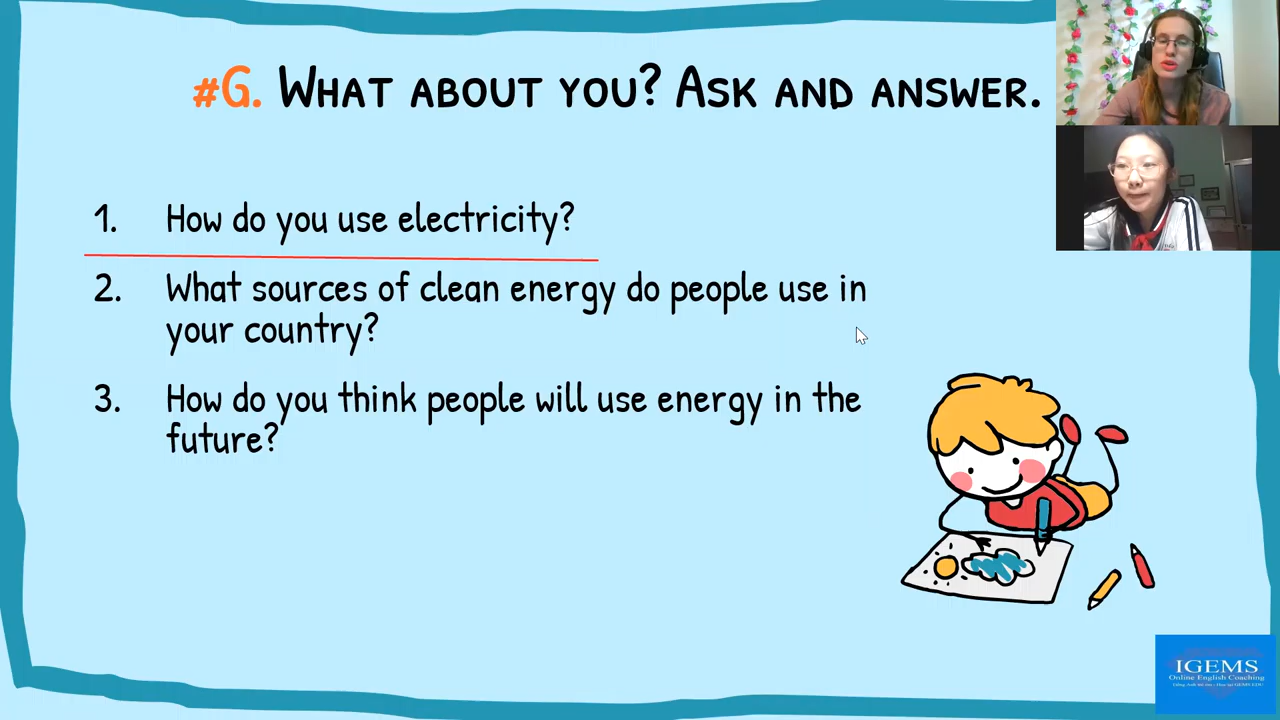 #G. What about you? Ask and answer.
1. How do you use electricity?
2. What sources of clean energy do people use in
your country?
3. How do you think people will use energy in the
future?
IGEMS
Online English Coaching